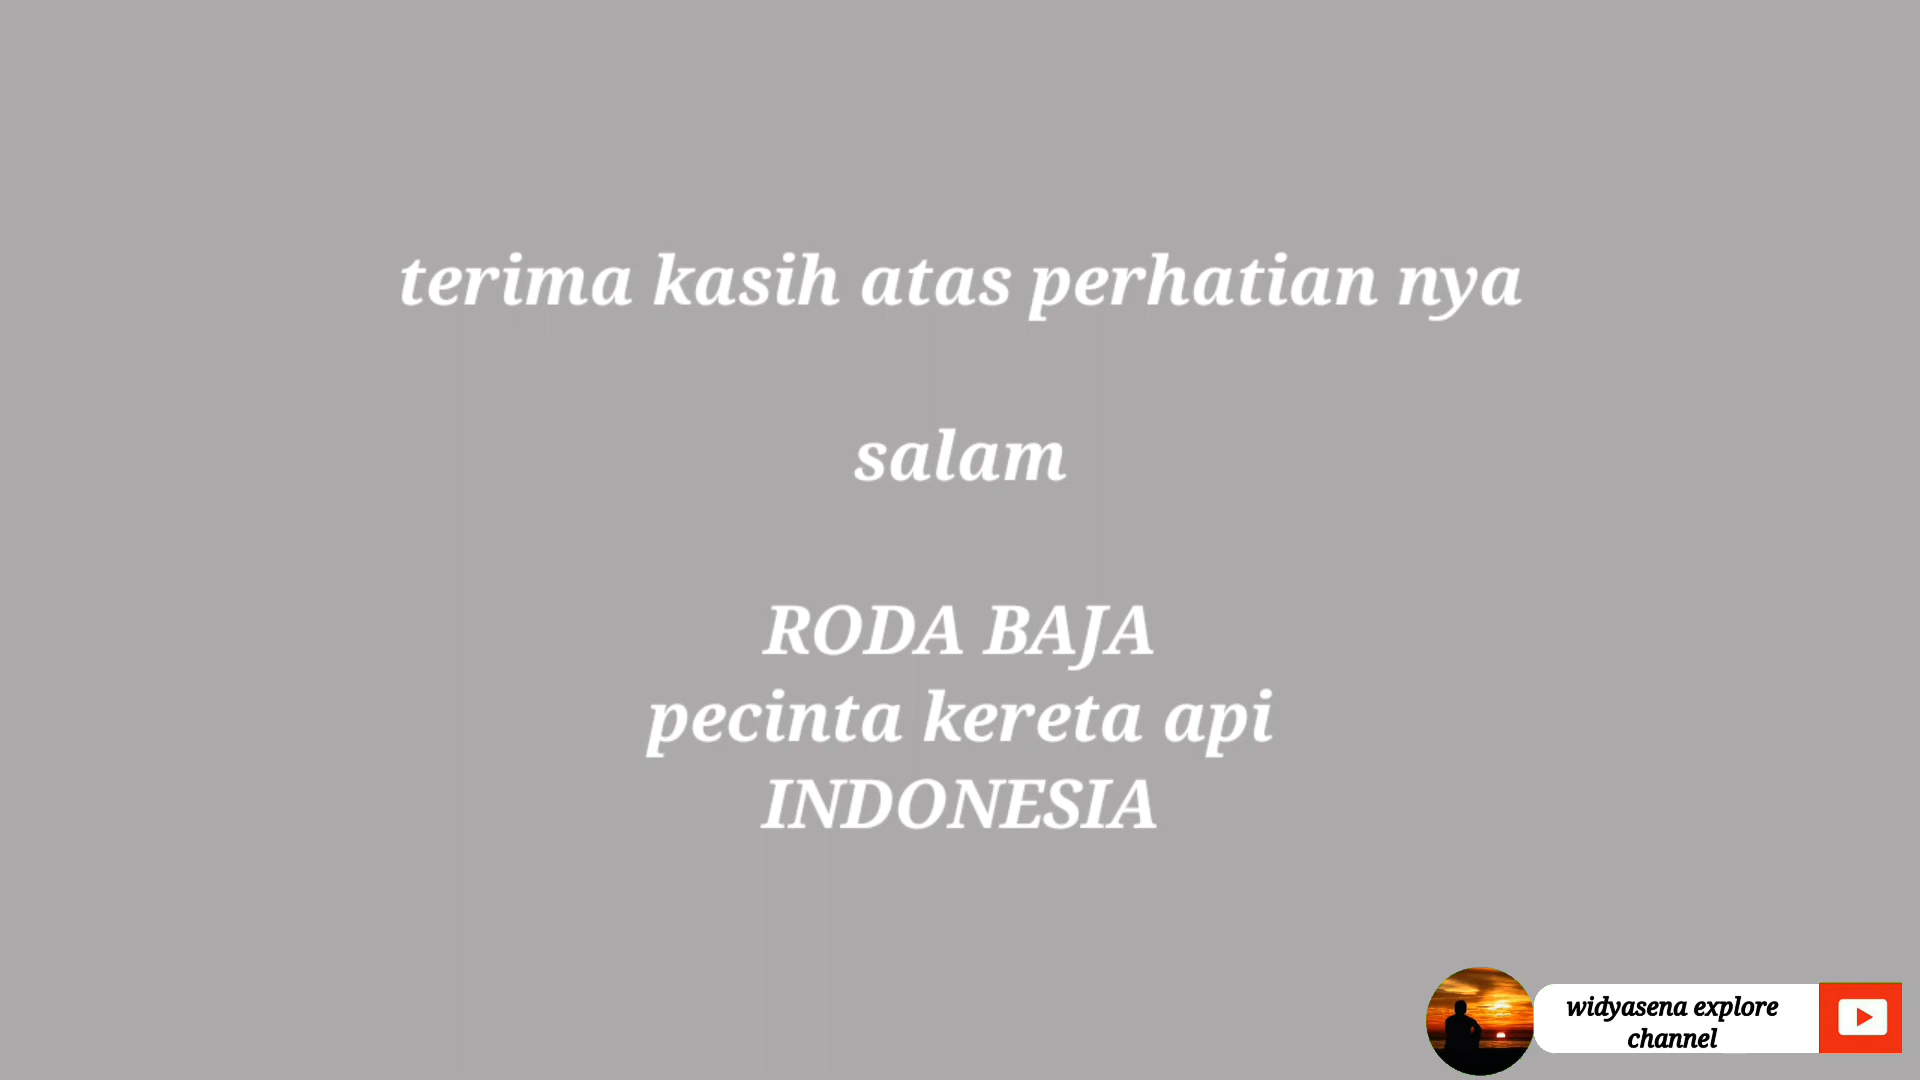 terima kasih atas perhatian nya
salam
RODA BAJA
pecinta kereta api
INDONESIA
widyasena explore
channel